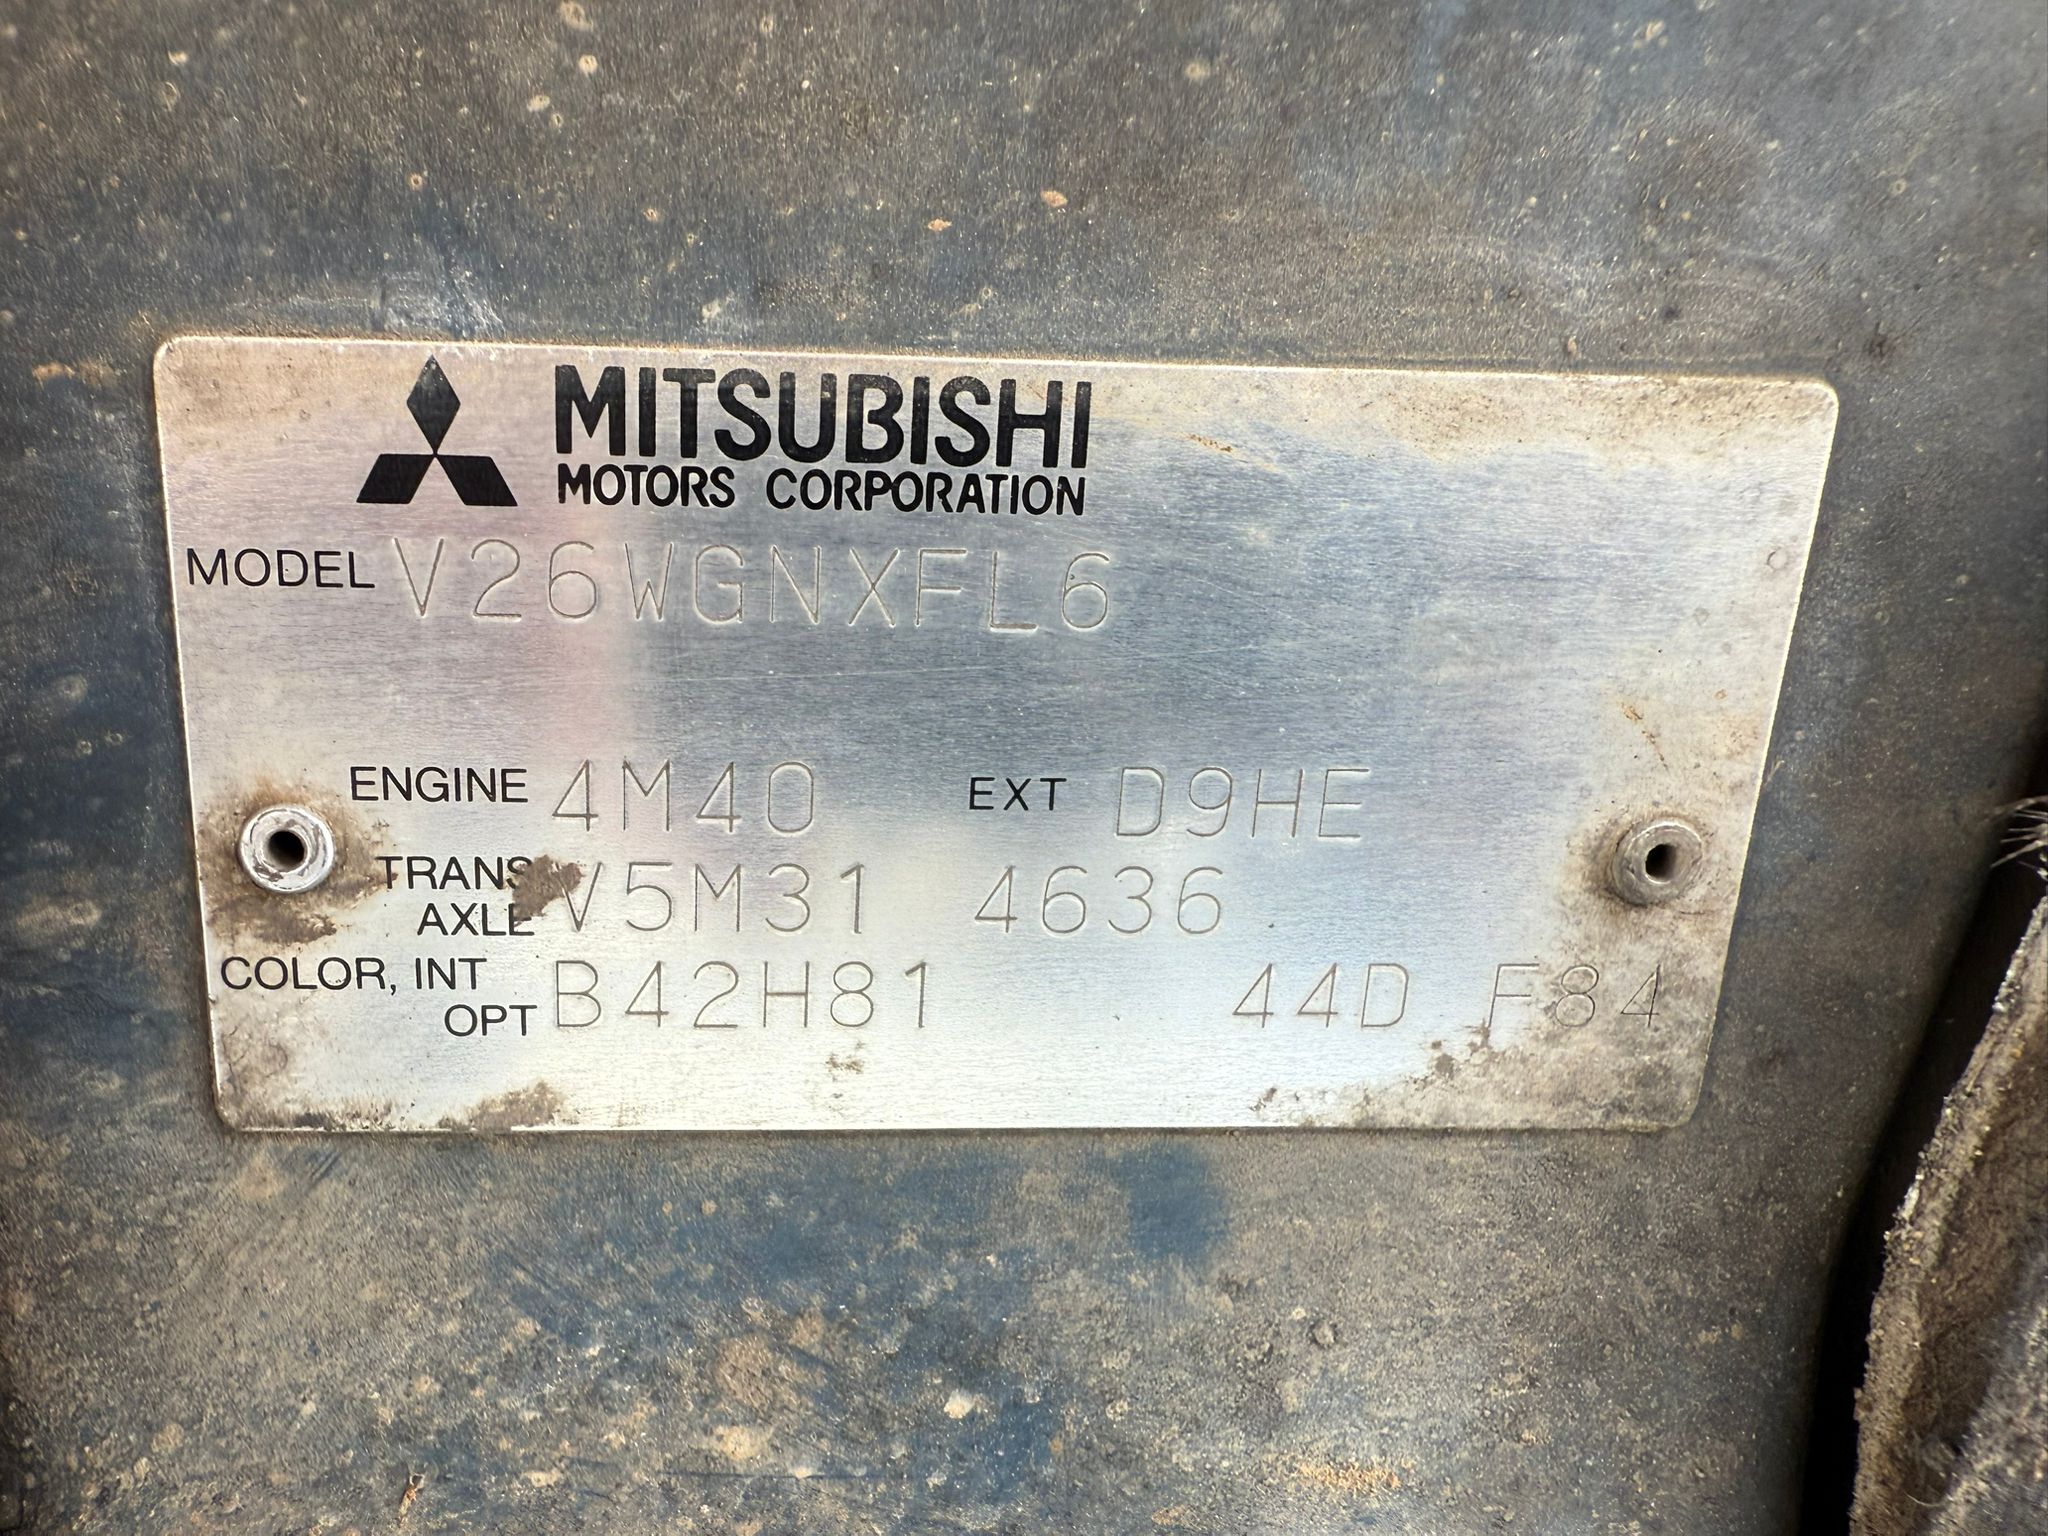 MITSUBISHI
MOTORS CORPORATION
MODEL V26WGNXFL6
ENGINE 4M40 EXT D9HE
TRANS V5M31 4636
AXLE
COLOR, INT B42H81 44D F84
OPT